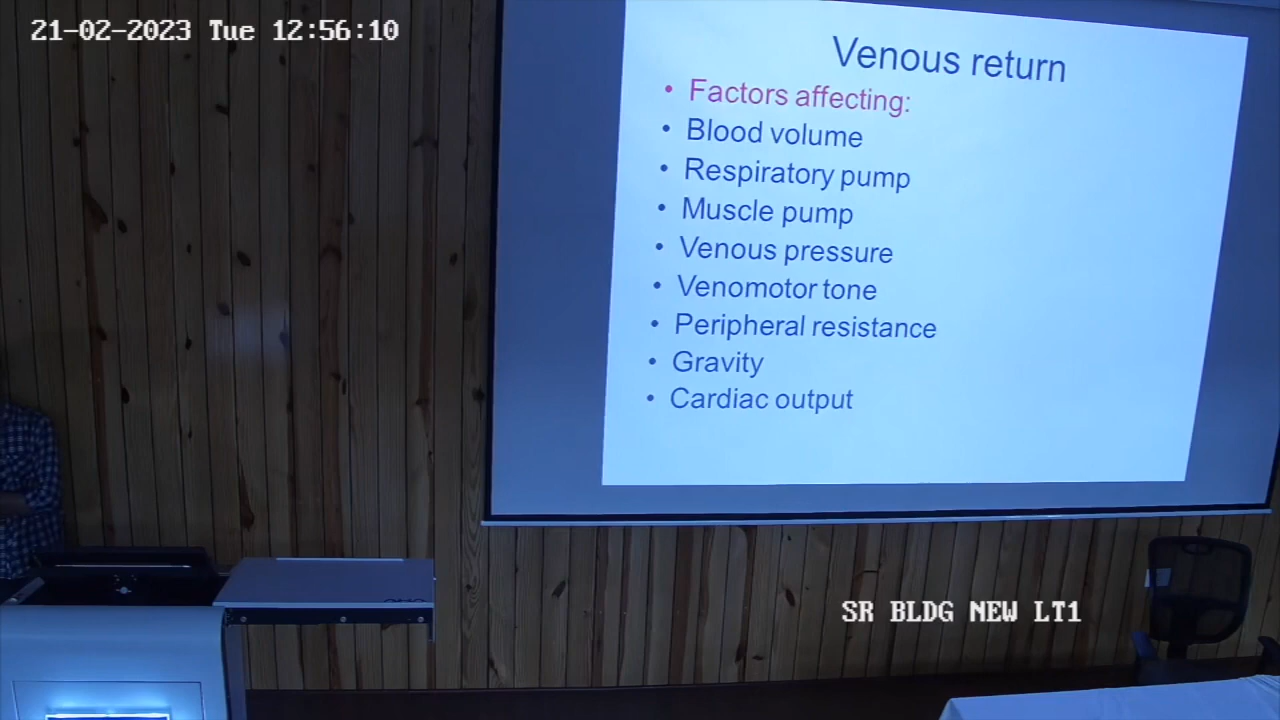 21-02-2023 Tue 12:56:10
Venous return
• Factors affecting:
• Blood volume
• Respiratory pump
• Muscle pump
• Venous pressure
• Venomotor tone
• Peripheral resistance
• Gravity
• Cardiac output
SR BLDG NEW LT1